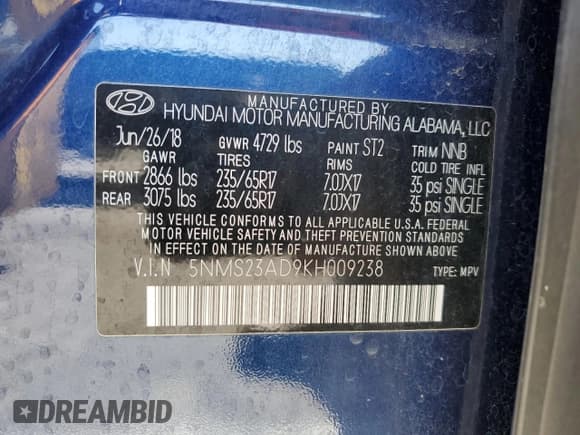 MANUFACTURED BY
HYUNDAI MOTOR MANUFACTURING ALABAMA, LLC
Jun/26/18 GVWR 4729 lbs PAINT ST2 TRIM NNB
GAWR TIRES RIMS COLD TIRE INFL
FRONT 2866 lbs 235/65R17 7.0JX17 35 psi SINGLE
REAR 3075 lbs 235/65R17 7.0JX17 35 psi SINGLE
THIS VEHICLE CONFORMS TO ALL APPLICABLE U.S.A. FEDERAL
MOTOR VEHICLE SAFETY AND THEFT PREVENTION STANDARDS
IN EFFECT ON THE DATE OF MANUFACTURE SHOWN ABOVE.
V.I.N 5NMS23AD9KH009238 TYPE: MPV
DREAMBID